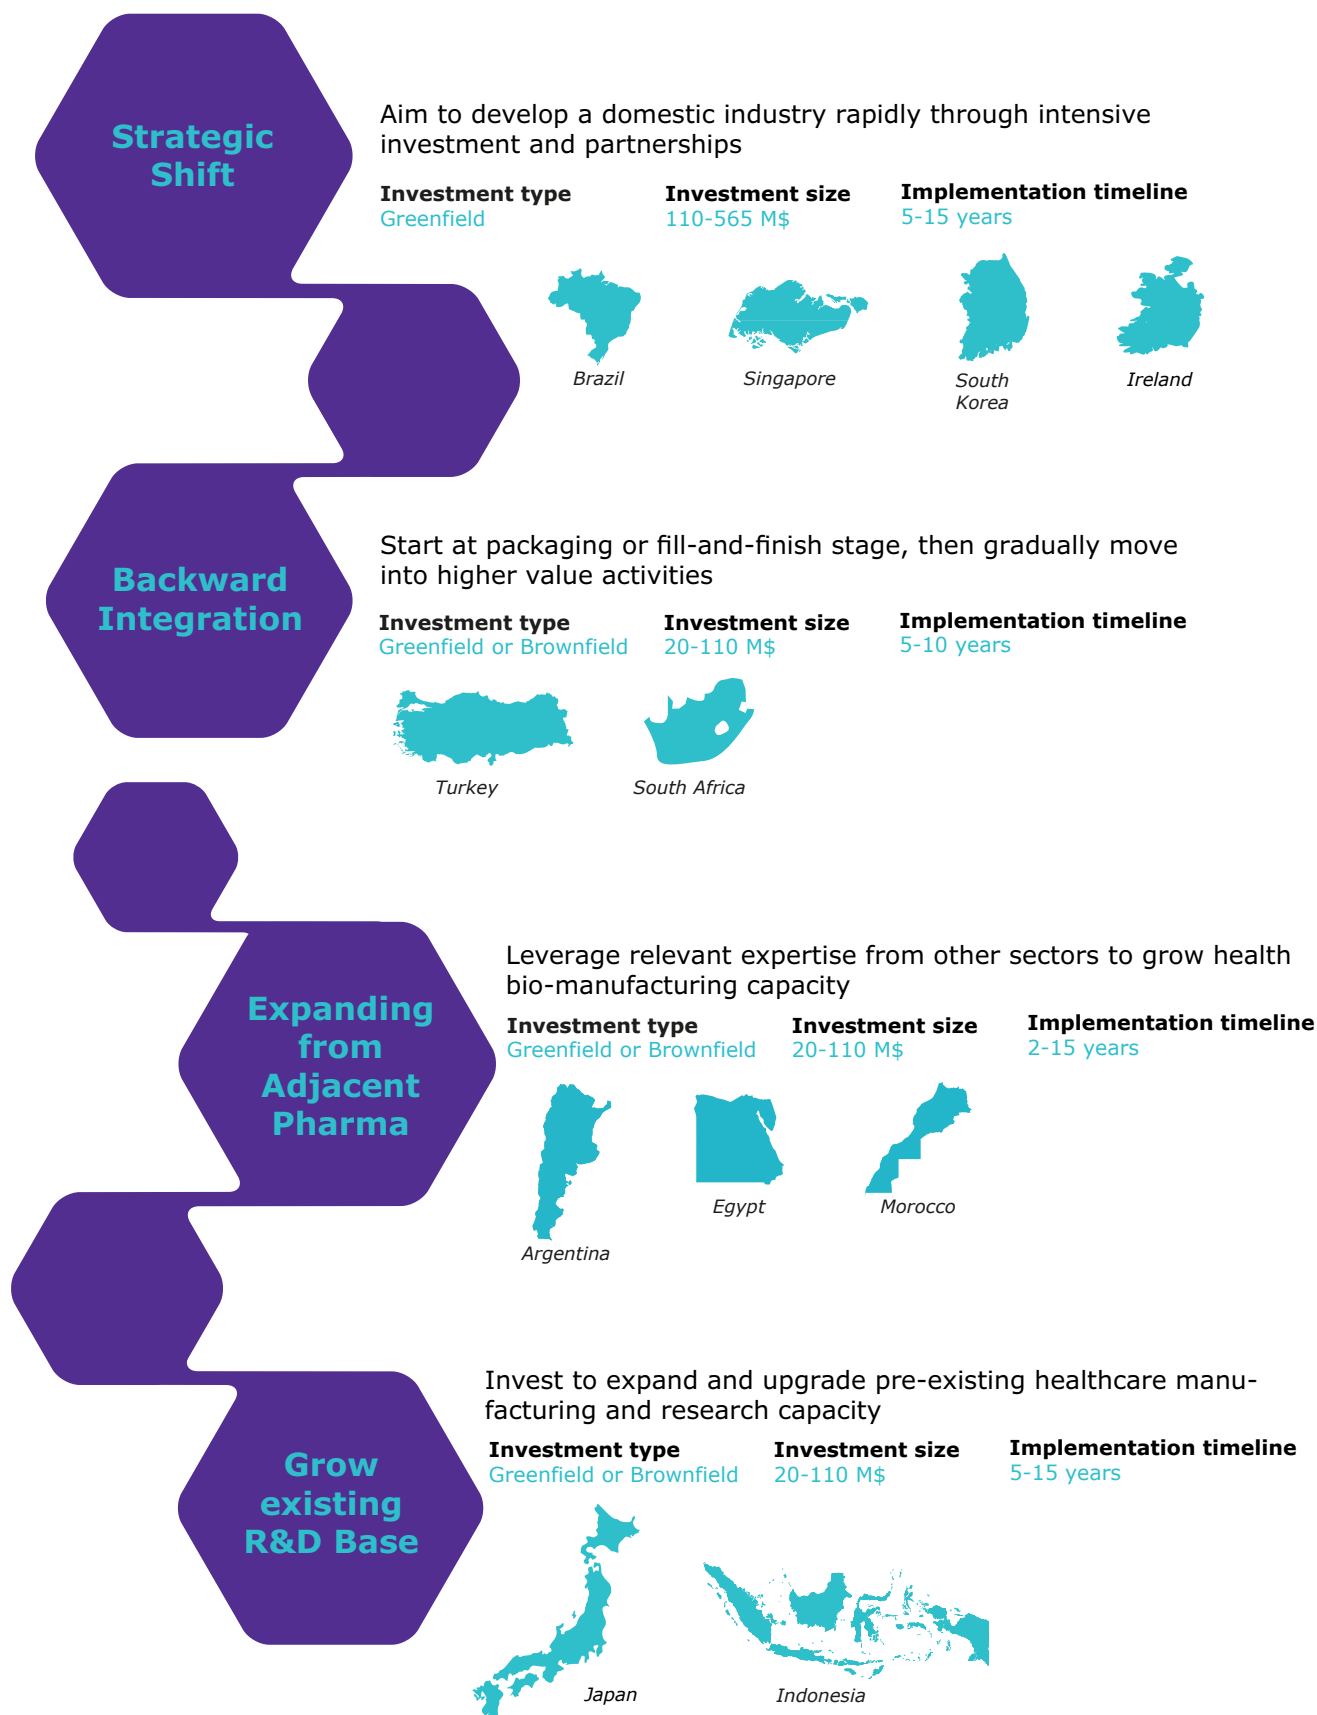 Strategic
Shift
Aim to develop a domestic industry rapidly through intensive
investment and partnerships
Investment type
Greenfield
Investment size
110-565 M$
Implementation timeline
5-15 years
Brazil
Singapore
South
Korea
Ireland
Backward
Integration
Start at packaging or fill-and-finish stage, then gradually move
into higher value activities
Investment type
Greenfield or Brownfield
Investment size
20-110 M$
Implementation timeline
5-10 years
Turkey
South Africa
Expanding
from
Adjacent
Pharma
Leverage relevant expertise from other sectors to grow health
bio-manufacturing capacity
Investment type
Greenfield or Brownfield
Investment size
20-110 M$
Implementation timeline
2-15 years
Argentina
Egypt
Morocco
Grow
existing
R&D Base
Invest to expand and upgrade pre-existing healthcare manu-
facturing and research capacity
Investment type
Greenfield or Brownfield
Investment size
20-110 M$
Implementation timeline
5-15 years
Japan
Indonesia